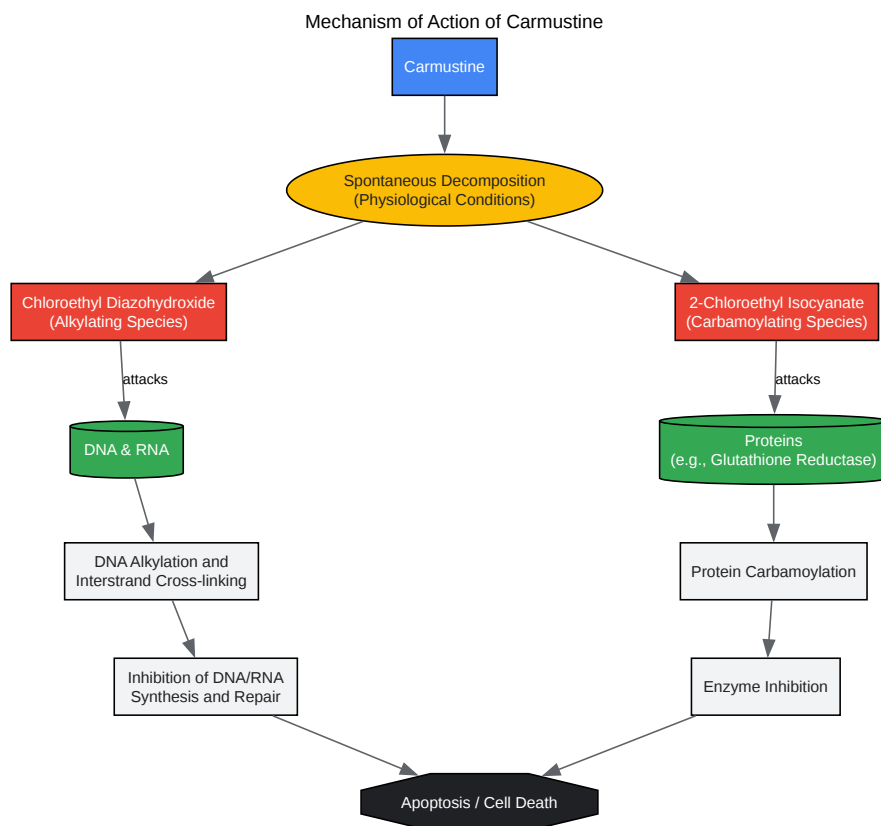 Mechanism of Action of Carmustine
Carmustine
Spontaneous Decomposition
(Physiological Conditions)
Chloroethyl Diazohydroxide
(Alkylating Species)
2-Chloroethyl Isocyanate
(Carbamoylating Species)
attacks
attacks
DNA & RNA
Proteins
(e.g., Glutathione Reductase)
DNA Alkylation and
Interstrand Cross-linking
Protein Carbamoylation
Inhibition of DNA/RNA
Synthesis and Repair
Enzyme Inhibition
Apoptosis / Cell Death